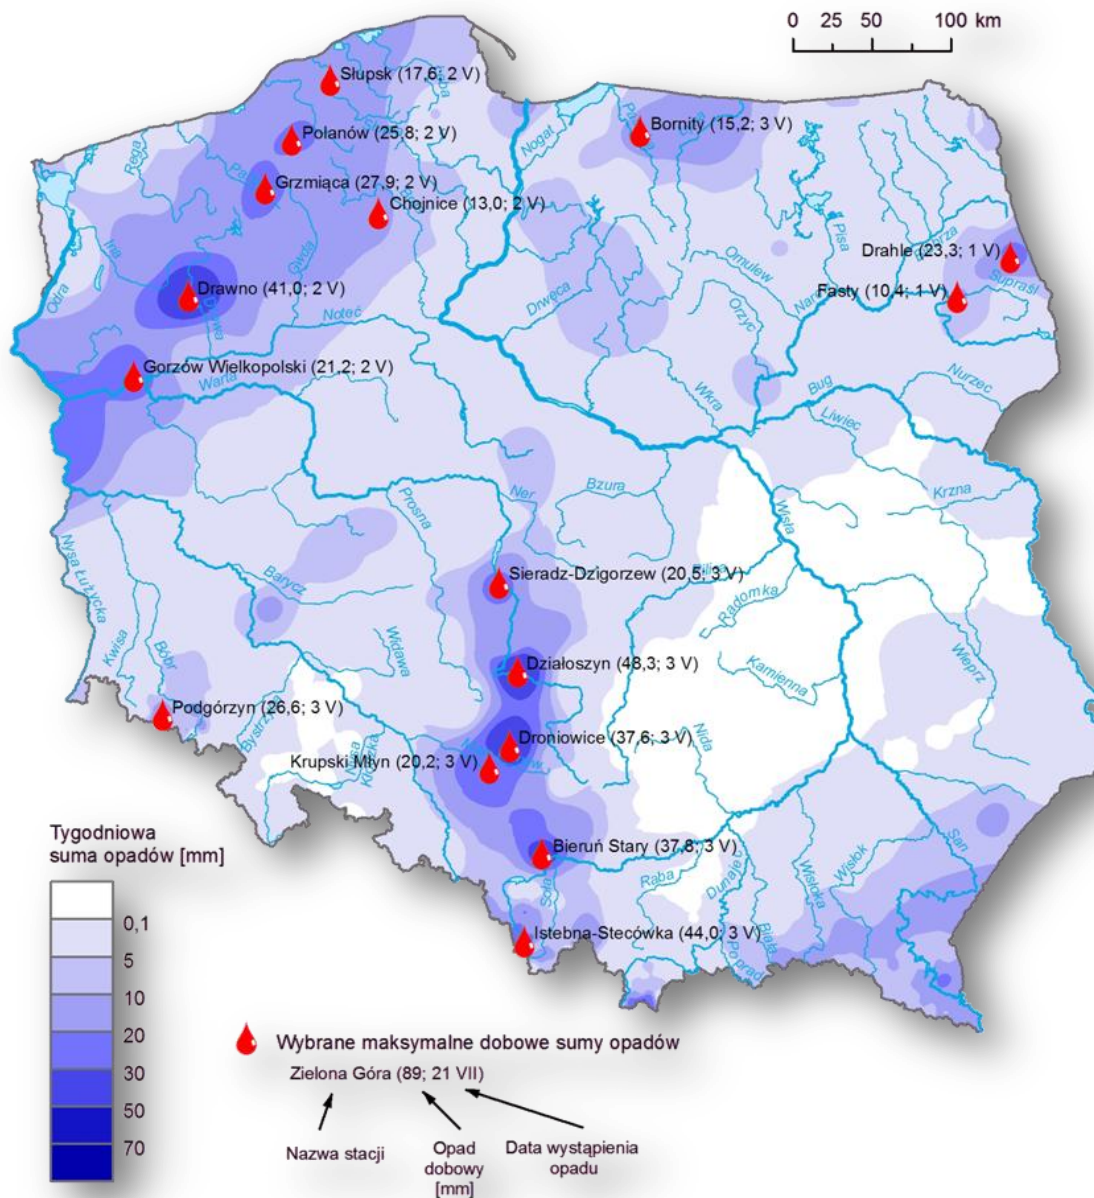 0 25 50 100 km
Słupsk (17,6; 2 V)
Łeba
Polanów (25,8; 2 V)
Bornity (15,2; 3 V)
Nogat
Rega
Grzmiąca (27,9; 2 V)
Chojnice (13,0; 2 V)
Pisa
Drahle (23,3; 1 V)
Ina
Gwda
Omulew
Supraśl
Drawno (41,0; 2 V)
Fasty (10,4; 1 V)
Odra
Drwęca
Orzyc
Noteć
Gorzów Wielkopolski (21,2; 2 V)
Warta
Wkra
Bug
Nurzec
Liwiec
Prosna
Ner
Bzura
Krzna
Wisła
Nysa Łużycka
Pilica
Sieradz-Dzigorzew (20,5; 3 V)
Barycz
Radomka
Kwisa
Bóbr
Widawa
Działoszyn (48,3; 3 V)
Kamienna
Wieprz
Podgórzyn (26,6; 3 V)
Bystrzyca
Nida
Droniowice (37,6; 3 V)
Krupski Młyn (20,2; 3 V)
Bieruń Stary (37,8; 3 V)
San
Soła
Raba
Dunajec
Wisłoka
Wisłok
Biała
Poprad
Istebna-Stecówka (44,0; 3 V)
Tygodniowa
suma opadów [mm]
0,1
5
10
20
30
50
70
Wybrane maksymalne dobowe sumy opadów
Zielona Góra (89; 21 VII)
Nazwa stacji
Opad
dobowy
[mm]
Data wystąpienia
opadu